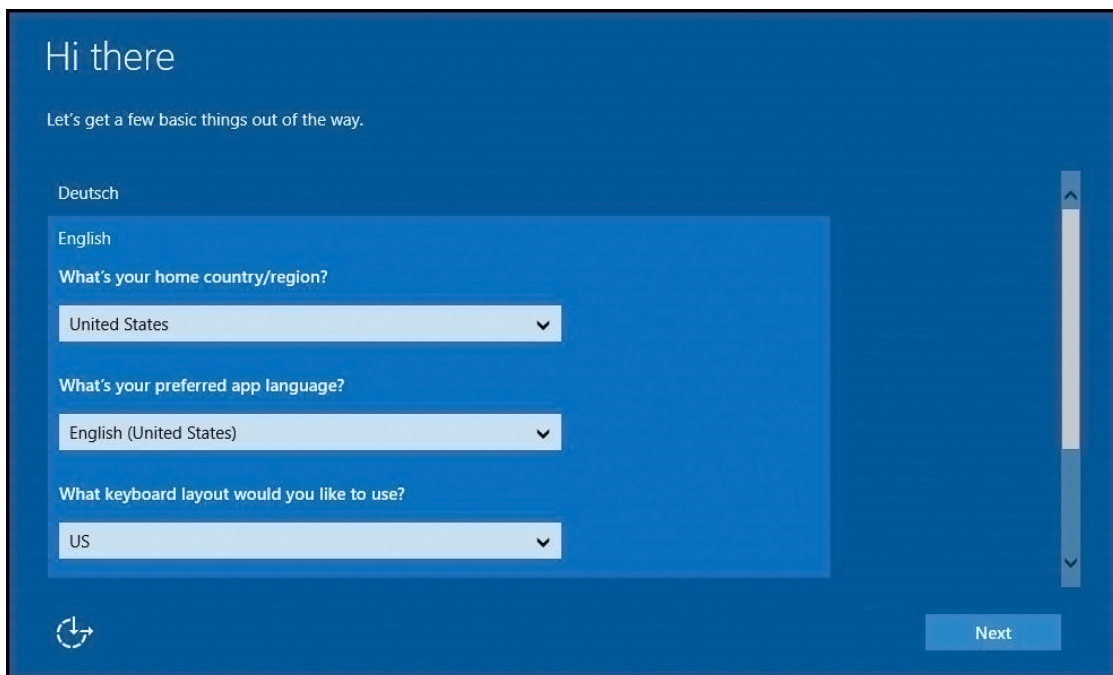 Hi there
Let's get a few basic things out of the way.
Deutsch
English
What's your home country/region?
United States
What's your preferred app language?
English (United States)
What keyboard layout would you like to use?
US
Next